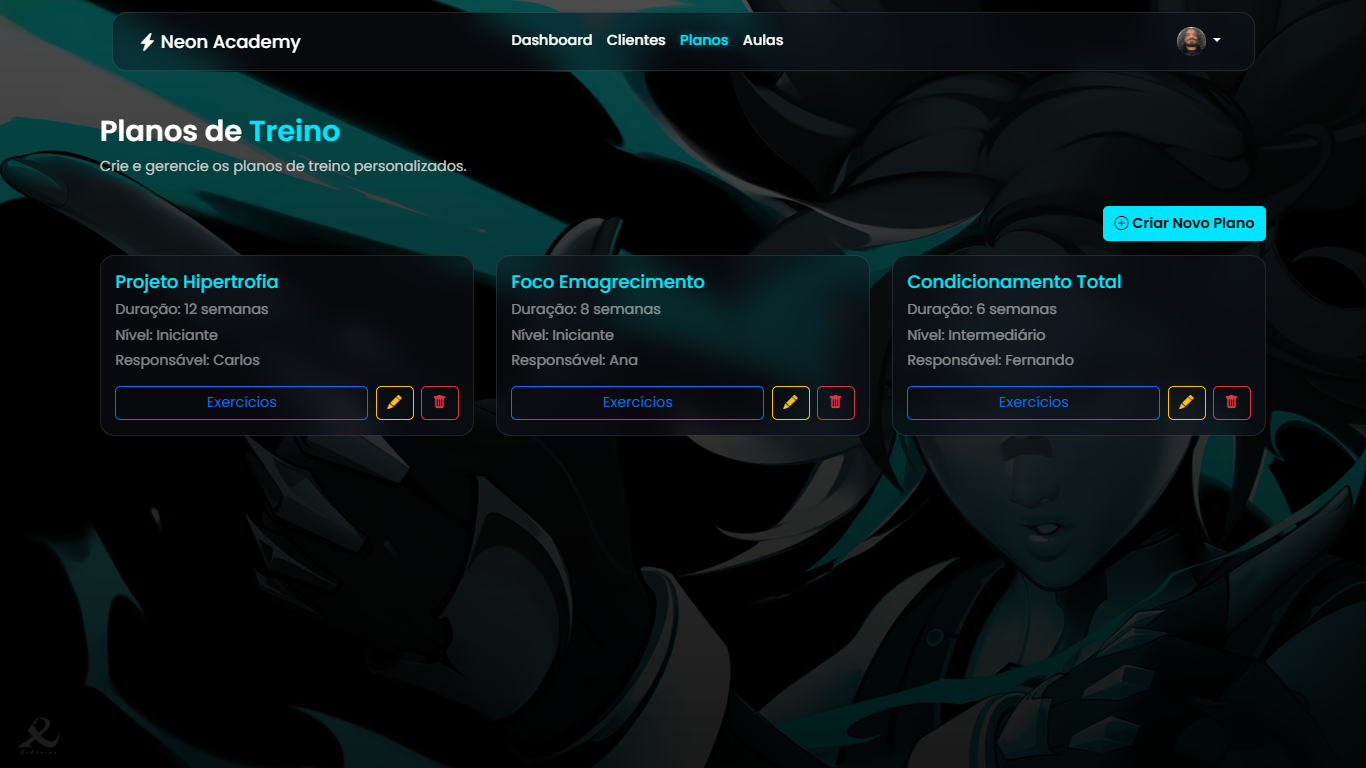 Neon Academy
Dashboard Clientes Planos Aulas
Planos de Treino
Crie e gerencie os planos de treino personalizados.
Criar Novo Plano
Projeto Hipertrofia
Duração: 12 semanas
Nível: Iniciante
Responsável: Carlos
Exercícios
Foco Emagrecimento
Duração: 8 semanas
Nível: Iniciante
Responsável: Ana
Exercícios
Condicionamento Total
Duração: 6 semanas
Nível: Intermediário
Responsável: Fernando
Exercícios